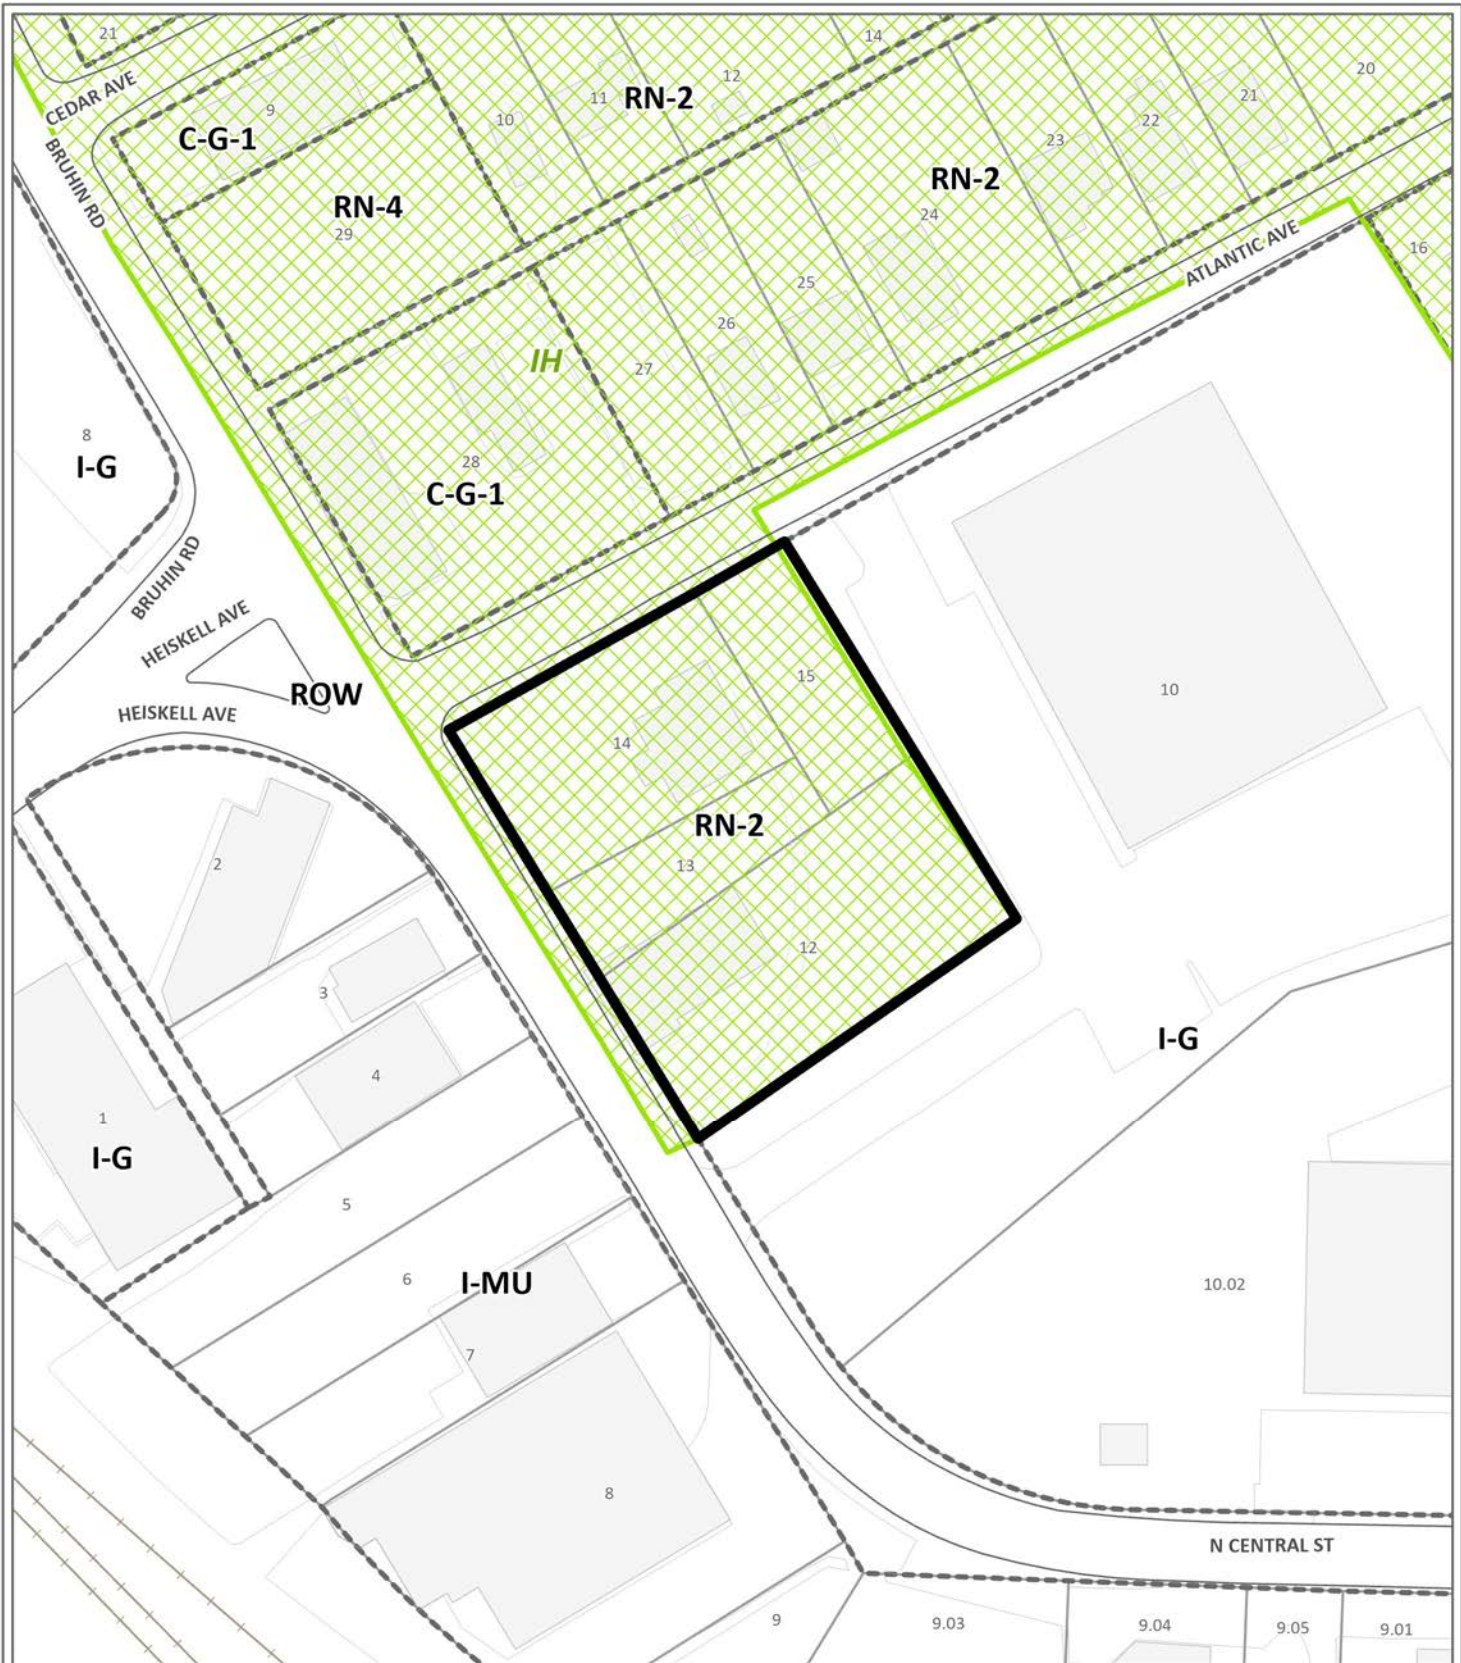 21
14
12
20
CEDAR AVE
9
11
RN-2
21
10
22
C-G-1
23
BRUHIN RD
RN-4
29
RN-2
24
ATLANTIC AVE
16
25
26
IH
27
8
I-G
28
C-G-1
BRUHIN RD
HEISKELL AVE
ROW
HEISKELL AVE
15
10
14
RN-2
13
2
12
3
I-G
4
1
I-G
5
6
I-MU
10.02
7
8
N CENTRAL ST
9
9.03
9.04
9.05
9.01